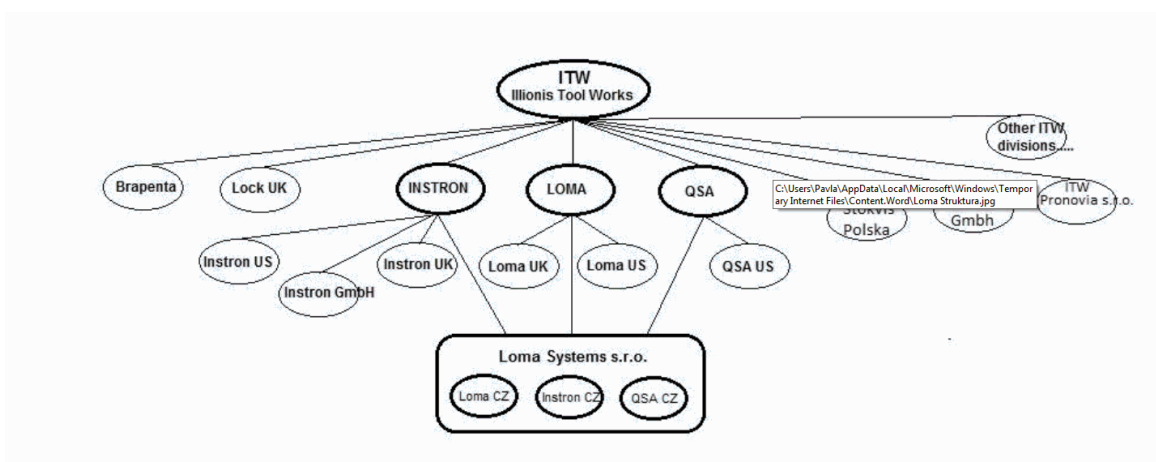 ITW
Illionis Tool Works
Other ITW
divisions.....
Brapenta
Lock UK
INSTRON
LOMA
QSA
C:\Users\Pavla\AppData\Local\Microsoft\Windows\Tempor
ary Internet Files\Content.Word\Loma Struktura.jpg
Stokvis
Polska
Gmbh
ITW
Pronovia s.r.o.
Instron US
Instron GmbH
Instron UK
Loma UK
Loma US
QSA US
Loma Systems s.r.o.
Loma CZ
Instron CZ
QSA CZ